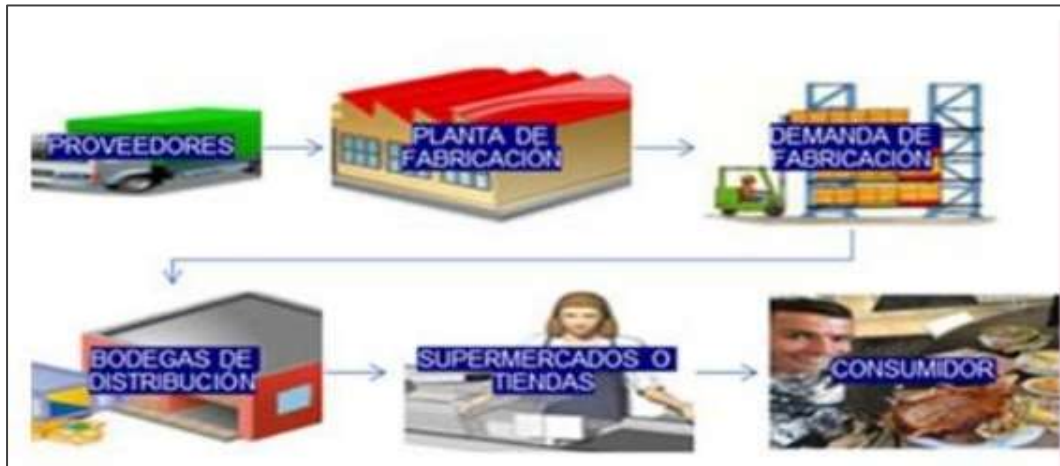 PROVEEDORES
PLANTA DE
FABRICACIÓN
DEMANDA DE
FABRICACIÓN
BODEGAS DE
DISTRIBUCIÓN
SUPERMERCADOS O
TIENDAS
CONSUMIDOR